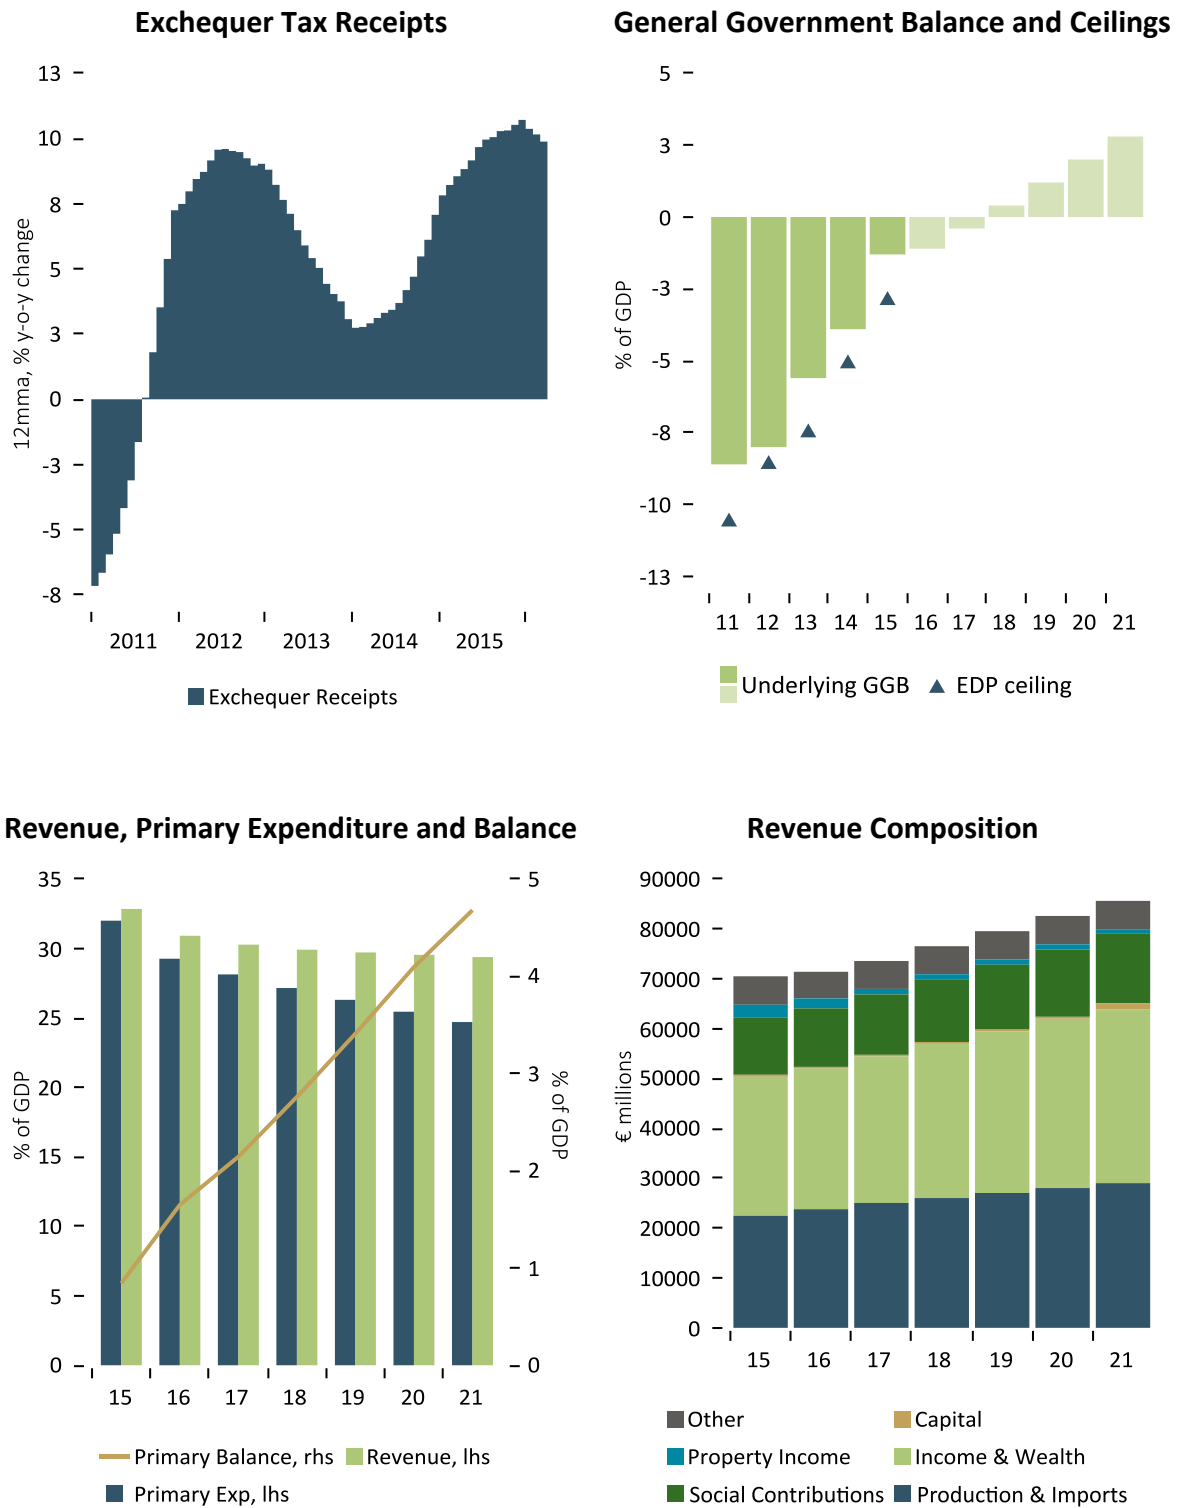 Exchequer Tax Receipts
13
10
8
5
3
0
-3
-5
-8
12mma, % y-o-y change
2011 2012 2013 2014 2015
Exchequer Receipts
General Government Balance and Ceilings
5
3
0
-3
-5
-8
-10
-13
% of GDP
11 12 13 14 15 16 17 18 19 20 21
Underlying GGB EDP ceiling
Revenue, Primary Expenditure and Balance
35
30
25
20
15
10
5
0
% of GDP
5
4
3
2
1
0
% of GDP
15 16 17 18 19 20 21
Primary Balance, rhs Revenue, lhs
Primary Exp, lhs
Revenue Composition
90000
80000
70000
60000
50000
40000
30000
20000
10000
0
€ millions
15 16 17 18 19 20 21
Other Capital
Property Income Income & Wealth
Social Contributions Production & Imports